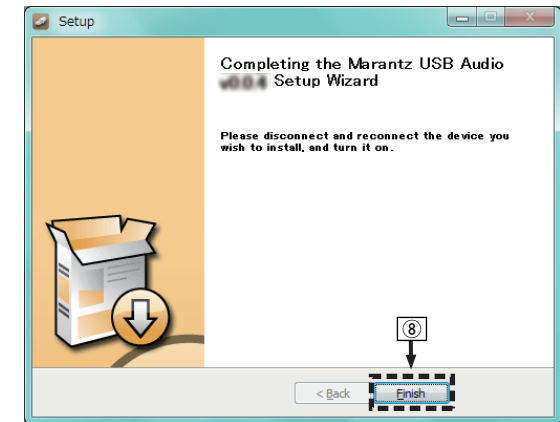 Setup
Completing the Marantz USB Audio
Setup Wizard
Please disconnect and reconnect the device you
wish to install, and turn it on.
⑧
< Back
Finish